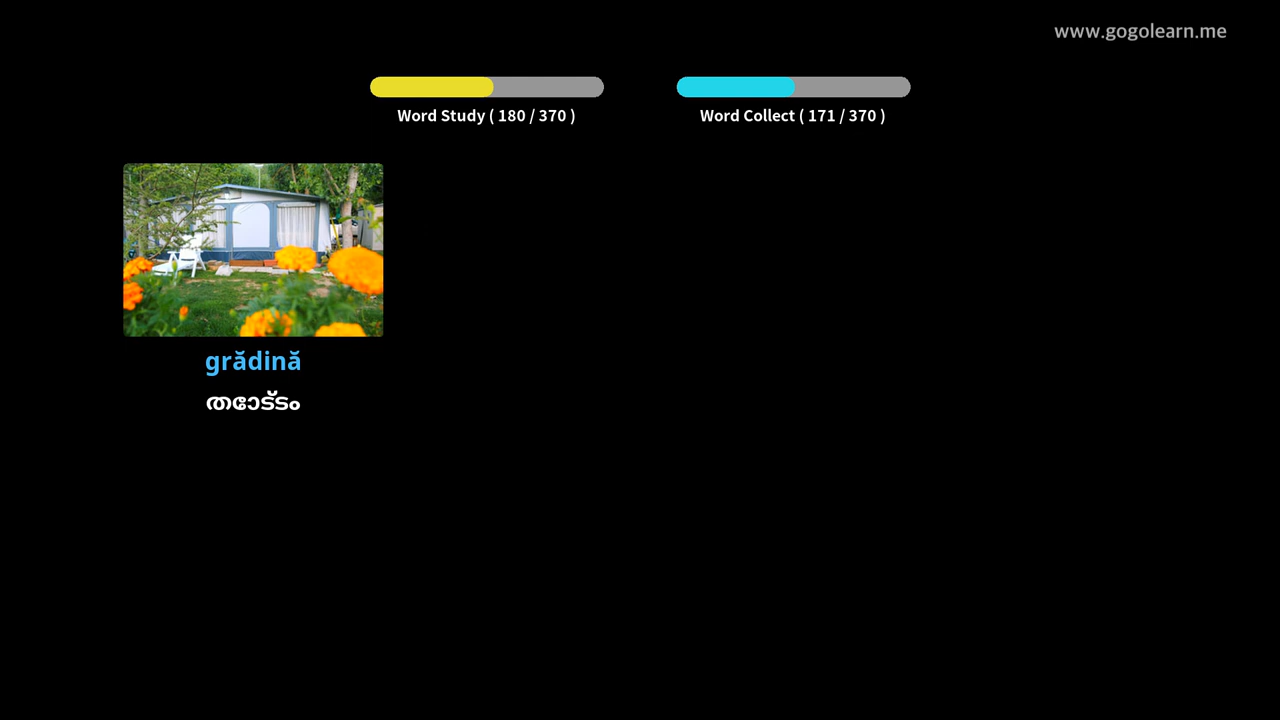 www.gogolearn.me
Word Study ( 180 / 370 )
Word Collect ( 171 / 370 )
grădină
തോട്ടം